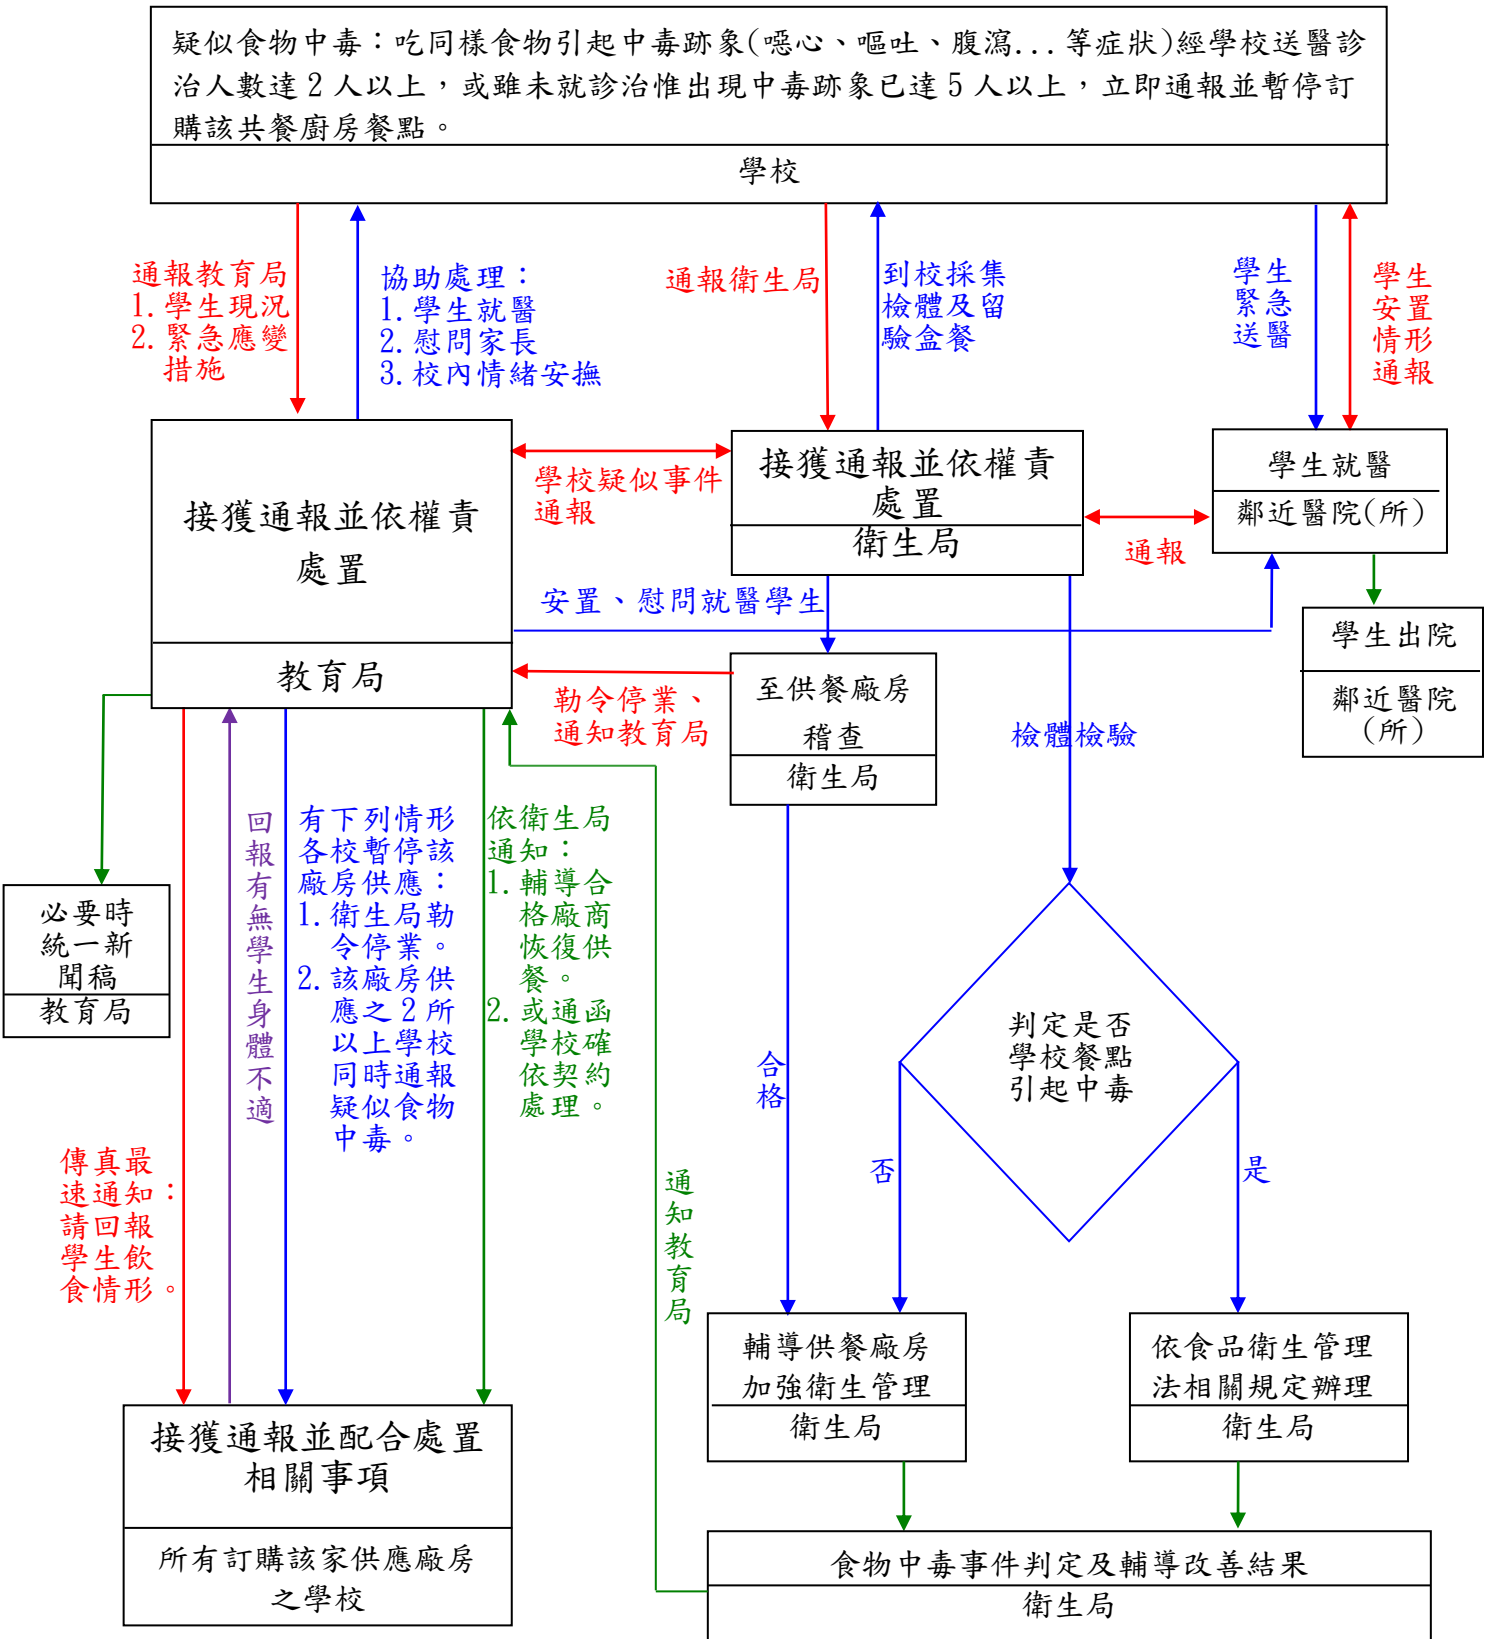 疑似食物中毒：吃同樣食物引起中毒跡象(噁心、嘔吐、腹瀉...等症狀)經學校送醫診
治人數達 2 人以上，或雖未就診治惟出現中毒跡象已達 5 人以上，立即通報並暫停訂
購該共餐廚房餐點。
學校
通報教育局
1.學生現況
2.緊急應變
措施
協助處理：
1.學生就醫
2.慰問家長
3.校內情緒安撫
通報衛生局
到校採集
檢體及留
驗盒餐
學生
緊急
送醫
學生
安置
情形
通報
接獲通報並依權責
處置
教育局
學校疑似事件
通報
接獲通報並依權責
處置
衛生局
通報
學生就醫
鄰近醫院(所)
安置、慰問就醫學生
學生出院
鄰近醫院
(所)
勒令停業、
通知教育局
至供餐廠房
稽查
衛生局
檢體檢驗
必要時
統一新
聞稿
教育局
回報有無學生身體不適
有下列情形
各校暫停該
廠房供應：
1.衛生局勒
令停業。
2.該廠房供
應之 2 所
以上學校
同時通報
疑似食物
中毒。
依衛生局
通知：
1.輔導合
格廠商
恢復供
餐。
2.或通函
學校確
依契約
處理。
傳真最
速通知：
請回報
學生飲
食情形。
通知教育局
合格
判定是否
學校餐點
引起中毒
否
是
輔導供餐廠房
加強衛生管理
衛生局
依食品衛生管理
法相關規定辦理
衛生局
接獲通報並配合處置
相關事項
所有訂購該家供應廠房
之學校
食物中毒事件判定及輔導改善結果
衛生局